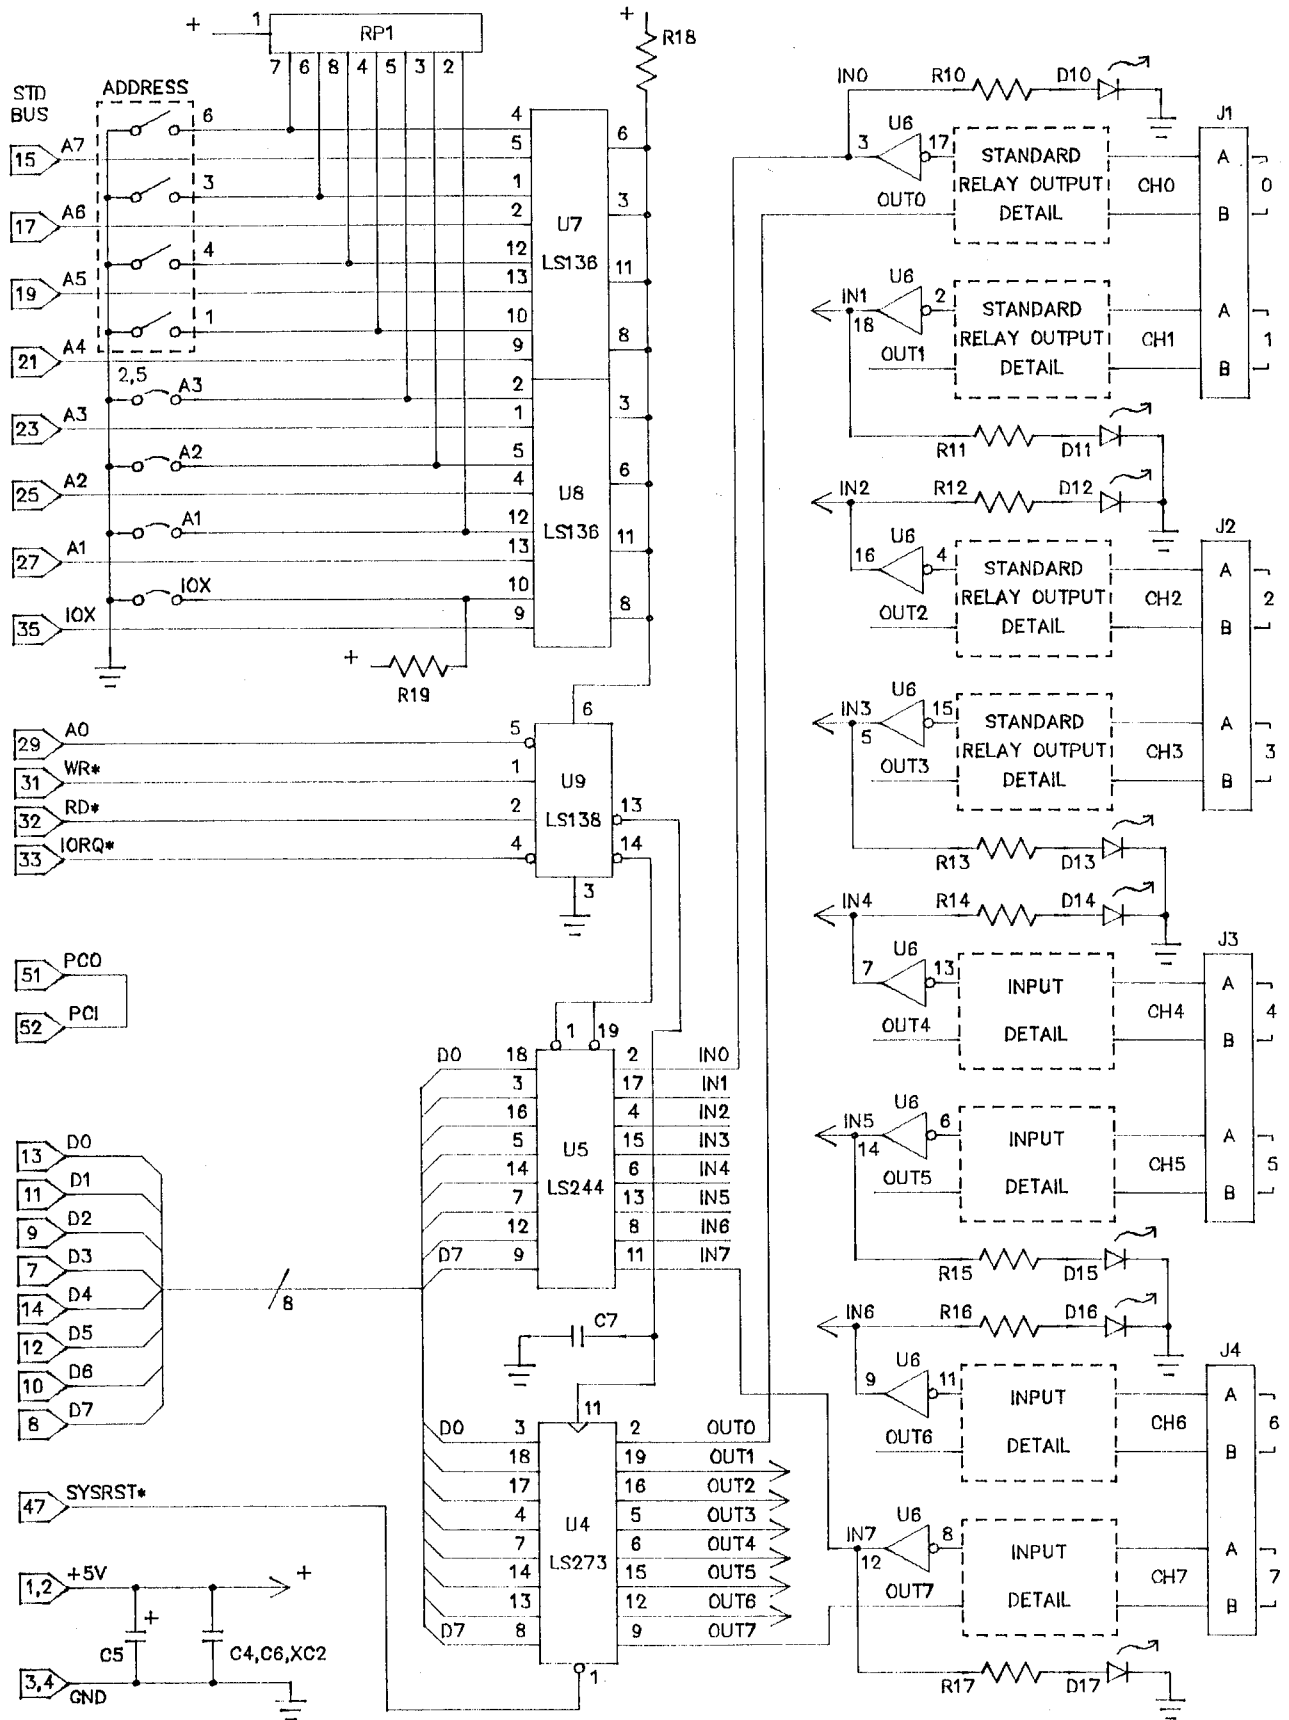 + 1 RP1
7 6 8 4 5 3 2
+ R18
STD
BUS
ADDRESS
6
15 A7
3
17 A6
4
19 A5
1
21 A4
2,5
A3
23 A3
A2
25 A2
A1
27 A1
IOX
35 IOX
+ R19
4
5
1
2
12
13
10
9
U7
LS136
6
3
11
8
2
1
5
4
12
13
10
9
U8
LS136
3
6
11
8
29 A0
31 WR*
32 RD*
33 IORQ*
5
1
2
4
6
U9
LS138
13
14
3
51 PCO
52 PCI
1 19
D0 18
3
16
5
14
7
12
D7 9
U5
LS244
2 IN0
17 IN1
4 IN2
15 IN3
6 IN4
13 IN5
8 IN6
11 IN7
13 D0
11 D1
9 D2
7 D3
14 D4
12 D5
10 D6
8 D7
8
C7
11
D0 3
18
17
4
7
14
13
D7 8
U4
LS273
2 OUT0
19 OUT1
16 OUT2
5 OUT3
6 OUT4
15 OUT5
12 OUT6
9 OUT7
1
47 SYSRST*
1,2 +5V
+
+
C5
C4,C6,XC2
3,4 GND
IN0 R10 D10
U6
3 17
OUT0
STANDARD
RELAY OUTPUT
DETAIL
CH0
J1
A
B
0
U6
IN1 2
18
OUT1
STANDARD
RELAY OUTPUT
DETAIL
CH1
A
B
1
R11 D11
IN2 R12 D12
U6
16 4
OUT2
STANDARD
RELAY OUTPUT
DETAIL
CH2
J2
A
B
2
U6
IN3 15
5
OUT3
STANDARD
RELAY OUTPUT
DETAIL
CH3
A
B
3
R13 D13
IN4 R14 D14
U6
7 13
OUT4
INPUT
DETAIL
CH4
J3
A
B
4
U6
IN5 6
14
OUT5
INPUT
DETAIL
CH5
A
B
5
R15 D15
IN6 R16 D16
U6
9 11
OUT6
INPUT
DETAIL
CH6
J4
A
B
6
U6
IN7 8
12
OUT7
INPUT
DETAIL
CH7
A
B
7
R17 D17